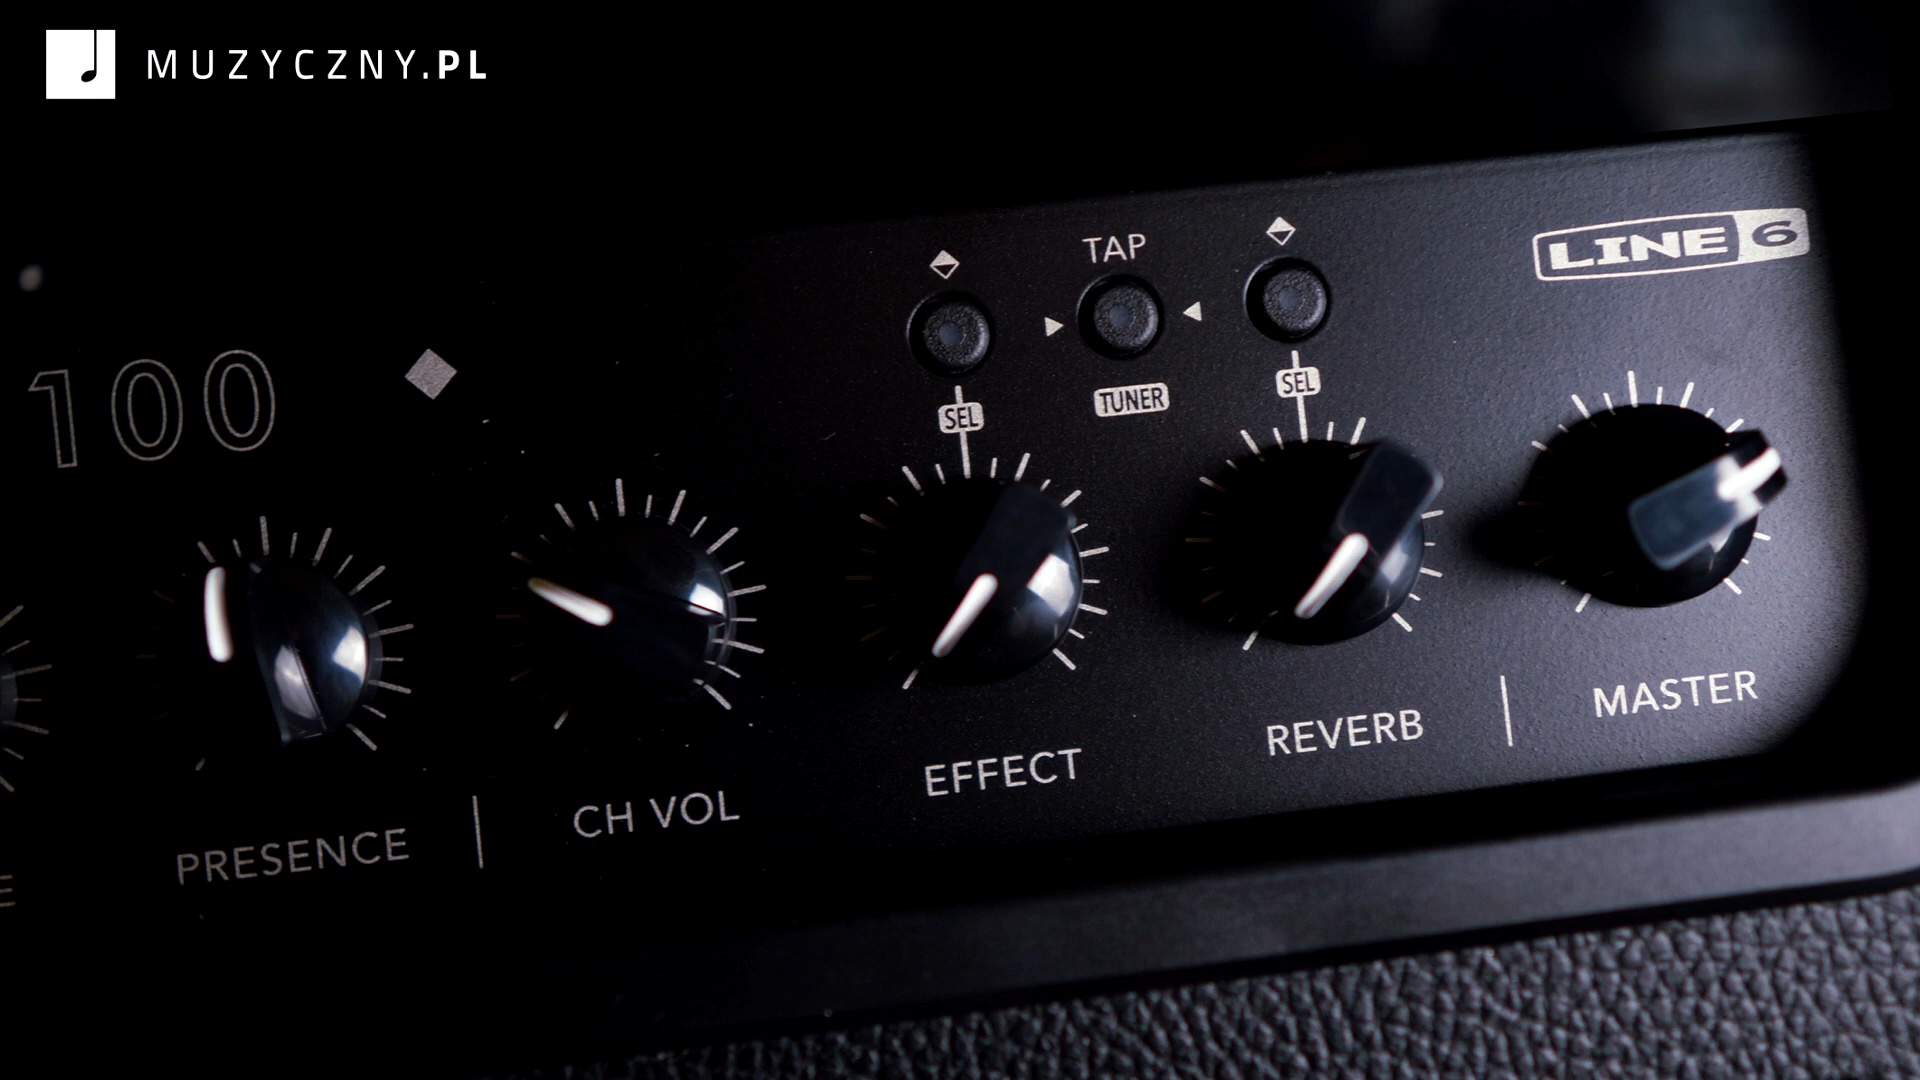 MUZYCZNY.PL
LINE 6
TAP
100
SEL
TUNER
SEL
PRESENCE
CH VOL
EFFECT
REVERB
MASTER